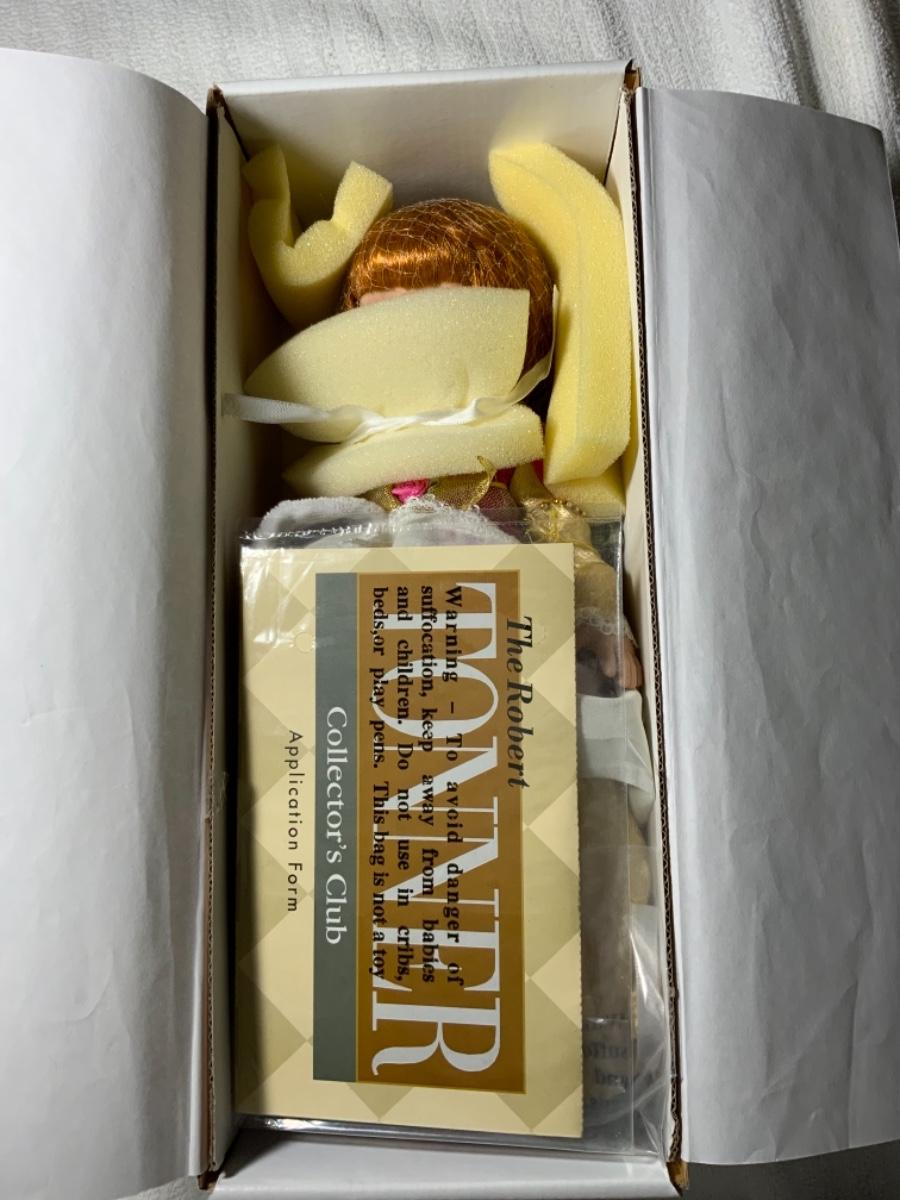 The Robert
TONNER
Collector's Club
Application Form
Warning – To avoid danger of
suffocation, keep away from babies
and children. Do not use in cribs,
beds,or play pens. This bag is not a toy